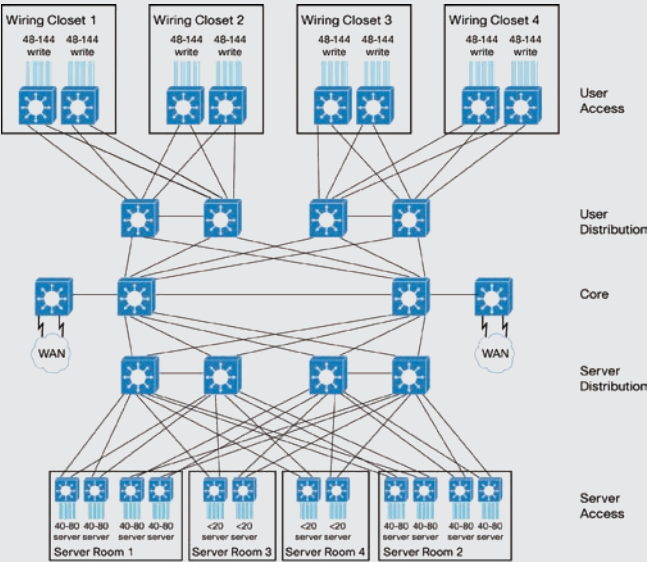 Wiring Closet 1
Wiring Closet 2
Wiring Closet 3
Wiring Closet 4
48-144 48-144
write write
48-144 48-144
write write
48-144 48-144
write write
48-144 48-144
write write
User
Access
User
Distribution
Core
WAN
WAN
Server
Distribution
Server
Access
40-80 40-80 40-80 40-80
server server server server
Server Room 1
<20 <20
server server
Server Room 3
<20 <20
server server
Server Room 4
40-80 40-80 40-80 40-80
server server server server
Server Room 2